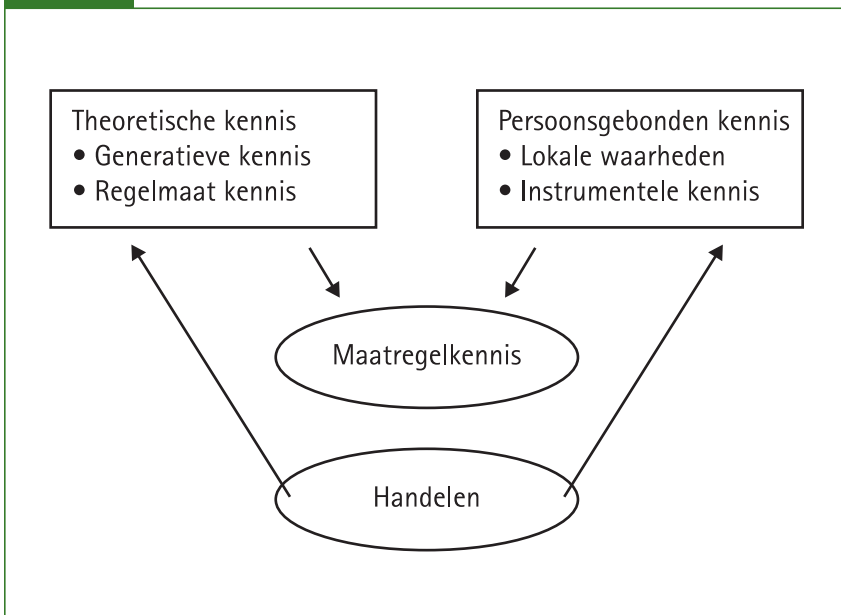 Theoretische kennis
• Generatieve kennis
• Regelmaat kennis
Persoonsgebonden kennis
• Lokale waarheden
• Instrumentele kennis
Maatregelkennis
Handelen